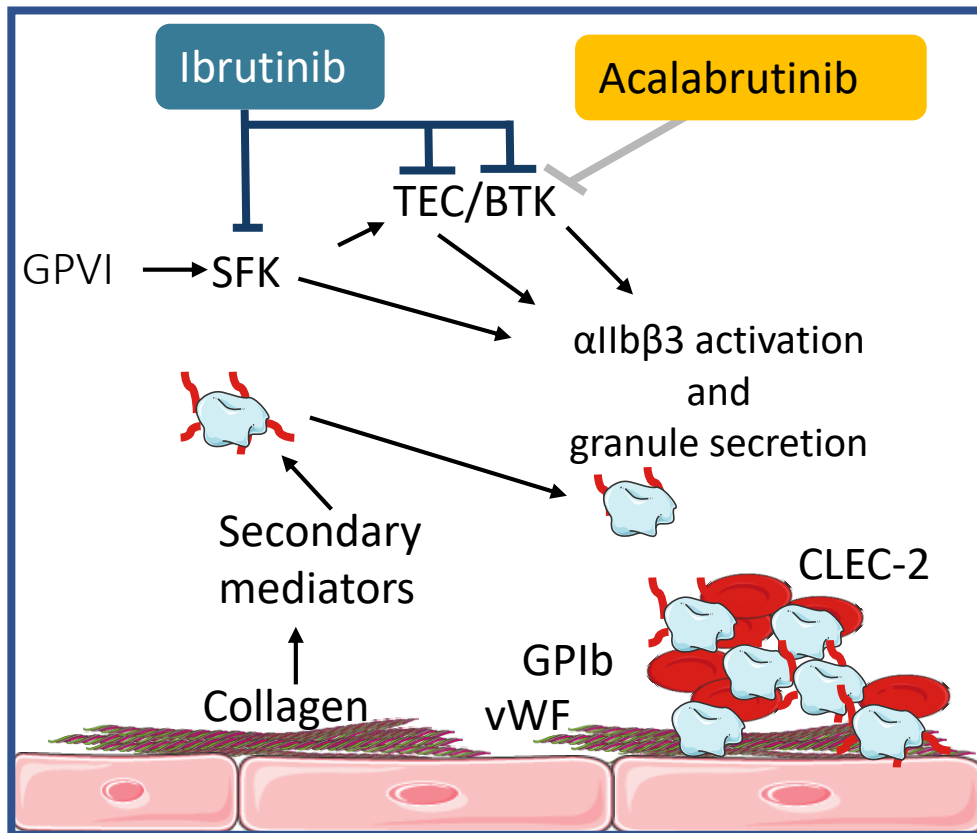 Ibrutinib
Acalabrutinib
TEC/BTK
GPVI
SFK
αIIbβ3 activation
and
granule secretion
Secondary
mediators
CLEC-2
GPIb
Collagen
vWF